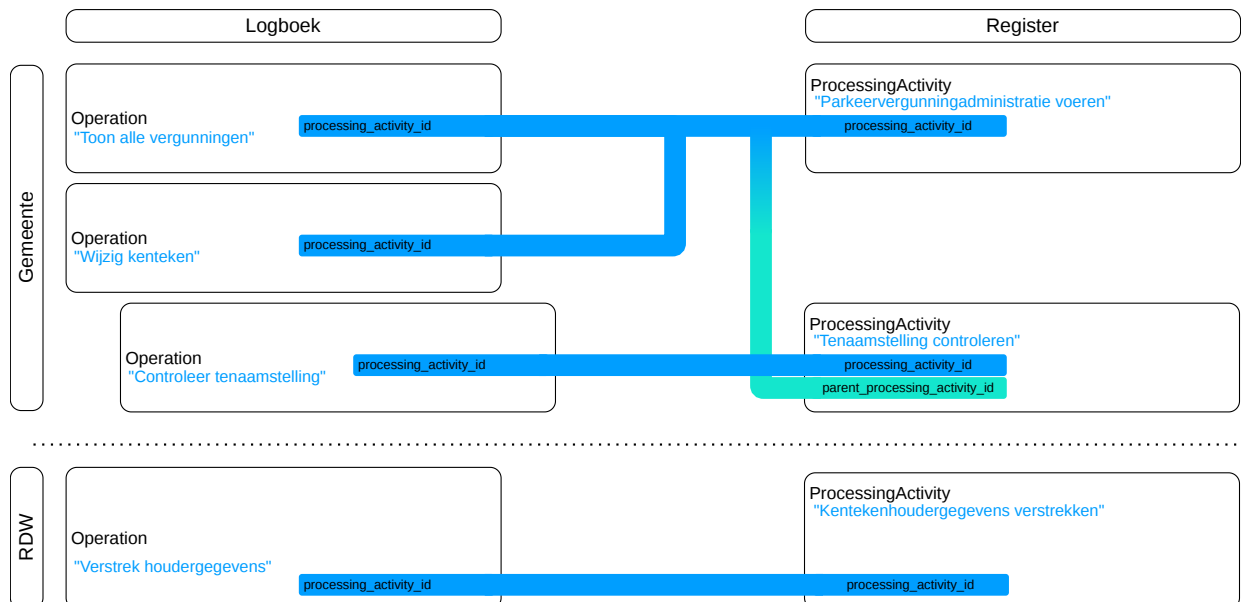 Logboek
Register
Gemeente
Operation
"Toon alle vergunningen"
processing_activity_id
ProcessingActivity
"Parkeervergunningadministratie voeren"
processing_activity_id
Operation
"Wijzig kenteken"
processing_activity_id
Operation
"Controleer tenaamstelling"
processing_activity_id
ProcessingActivity
"Tenaamstelling controleren"
processing_activity_id
parent_processing_activity_id
RDW
Operation
"Verstrek houdergegevens"
processing_activity_id
ProcessingActivity
"Kentekenhoudergegevens verstrekken"
processing_activity_id